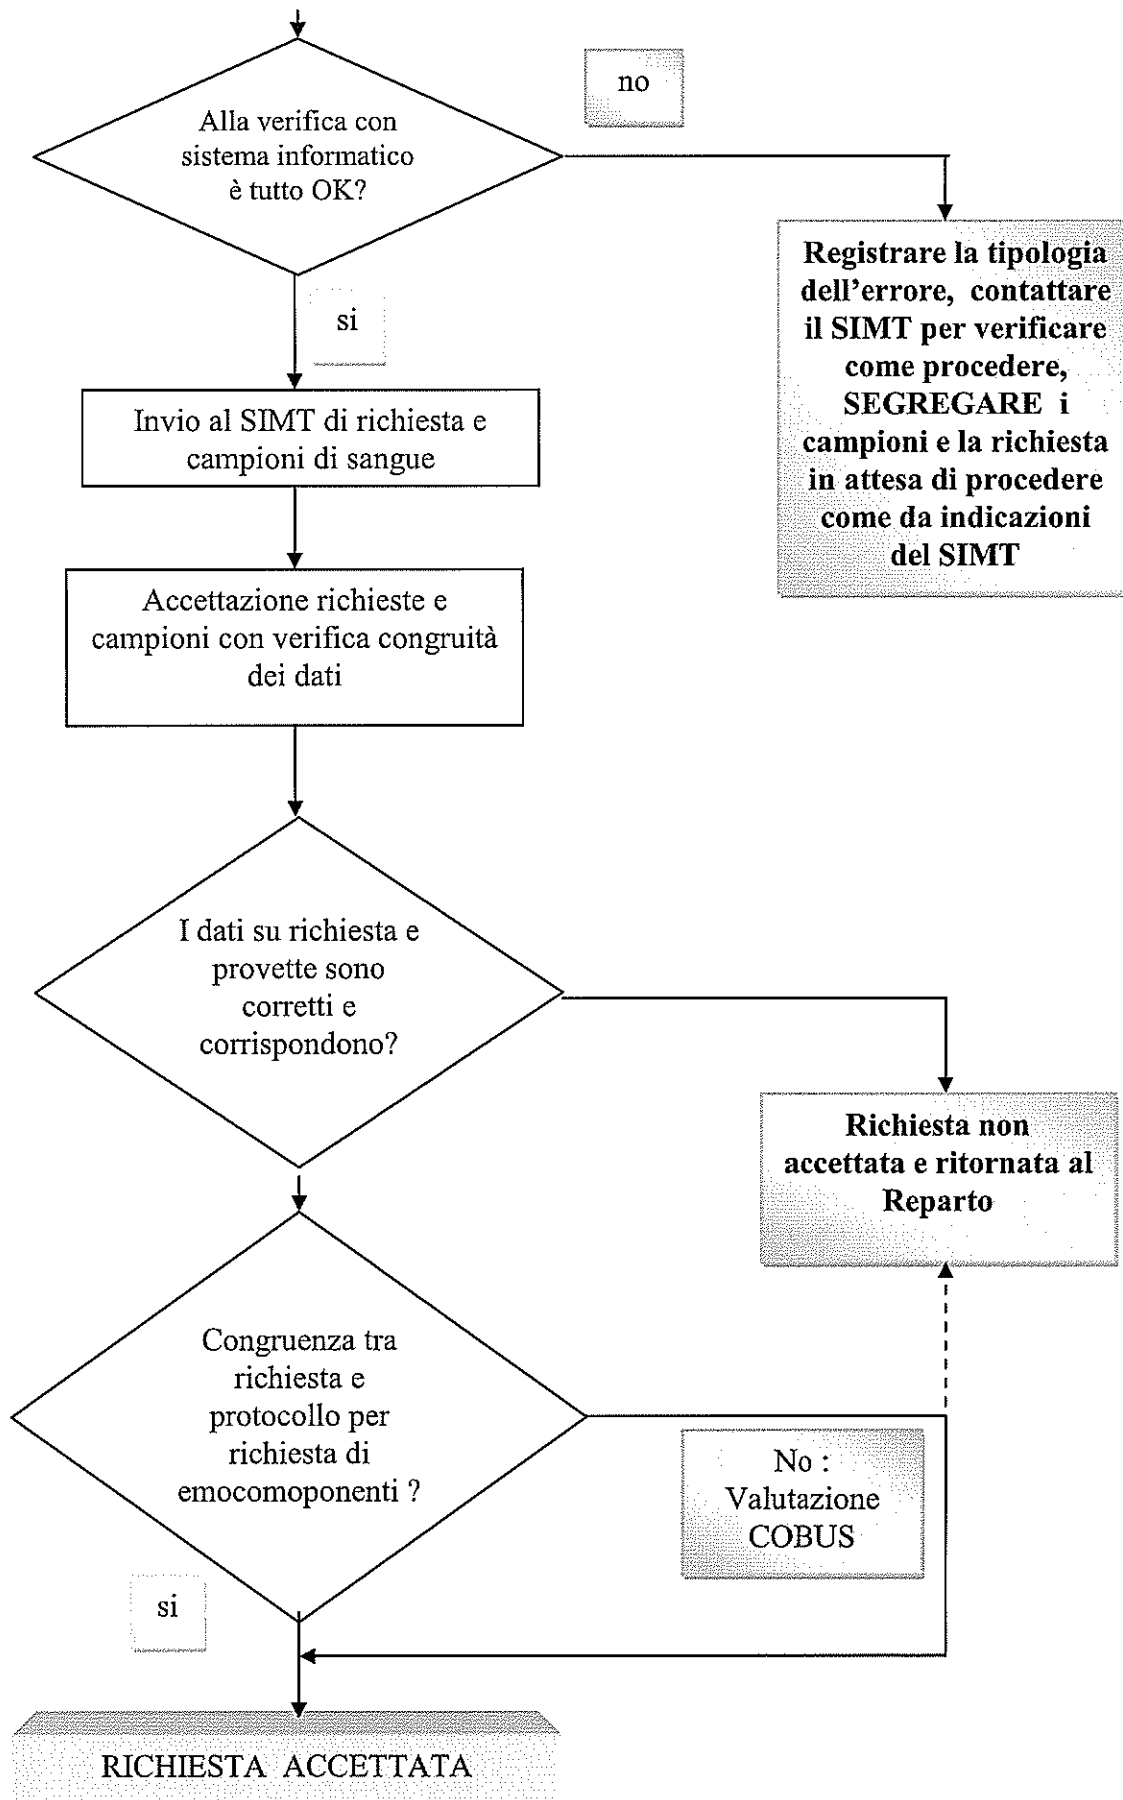 no
Alla verifica con
sistema informatico
è tutto OK?
Registrare la tipologia
dell'errore, contattare
il SIMT per verificare
come procedere,
SEGREGARE i
campioni e la richiesta
in attesa di procedere
come da indicazioni
del SIMT
si
Invio al SIMT di richiesta e
campioni di sangue
Accettazione richieste e
campioni con verifica congruità
dei dati
I dati su richiesta e
provette sono
corretti e
corrispondono?
Richiesta non
accettata e ritornata al
Reparto
Congruenza tra
richiesta e
protocollo per
richiesta di
emocomoponenti ?
No :
Valutazione
COBUS
si
RICHIESTA ACCETTATA